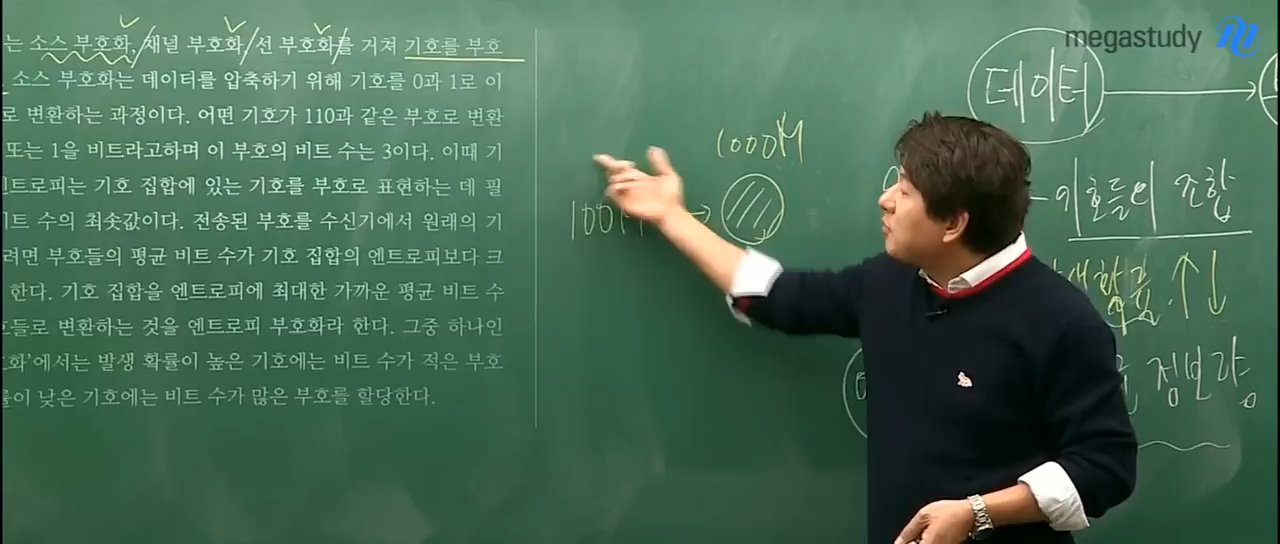 megastudy
는 소스 부호화, 채널 부호화, 선 부호화를 거쳐 기호를 부호
소스 부호화는 데이터를 압축하기 위해 기호를 0과 1로 이
로 변환하는 과정이다. 어떤 기호가 110과 같은 부호로 변환
또는 1을 비트라고하며 이 부호의 비트 수는 3이다. 이때 기
엔트로피는 기호 집합에 있는 기호를 부호로 표현하는 데 필
비트 수의 최솟값이다. 전송된 부호를 수신기에서 원래의 기
려면 부호들의 평균 비트 수가 기호 집합의 엔트로피보다 크
한다. 기호 집합을 엔트로피에 최대한 가까운 평균 비트 수
호들로 변환하는 것을 엔트로피 부호화라 한다. 그중 하나인
화'에서는 발생 확률이 높은 기호에는 비트 수가 적은 부호
률이 낮은 기호에는 비트 수가 많은 부호를 할당한다.
1000M
100
데이터
기호들의 조합
확률 ↑↓
정보량